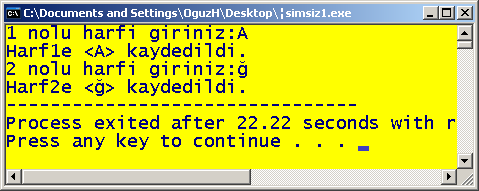 C:\Documents and Settings\OguzH\Desktop\¦simsiz1.exe
1 nolu harfi giriniz:A
Harf1e <A> kaydedildi.
2 nolu harfi giriniz:ğ
Harf2e <ğ> kaydedildi.
--------------------------------
Process exited after 22.22 seconds with r
Press any key to continue . . .